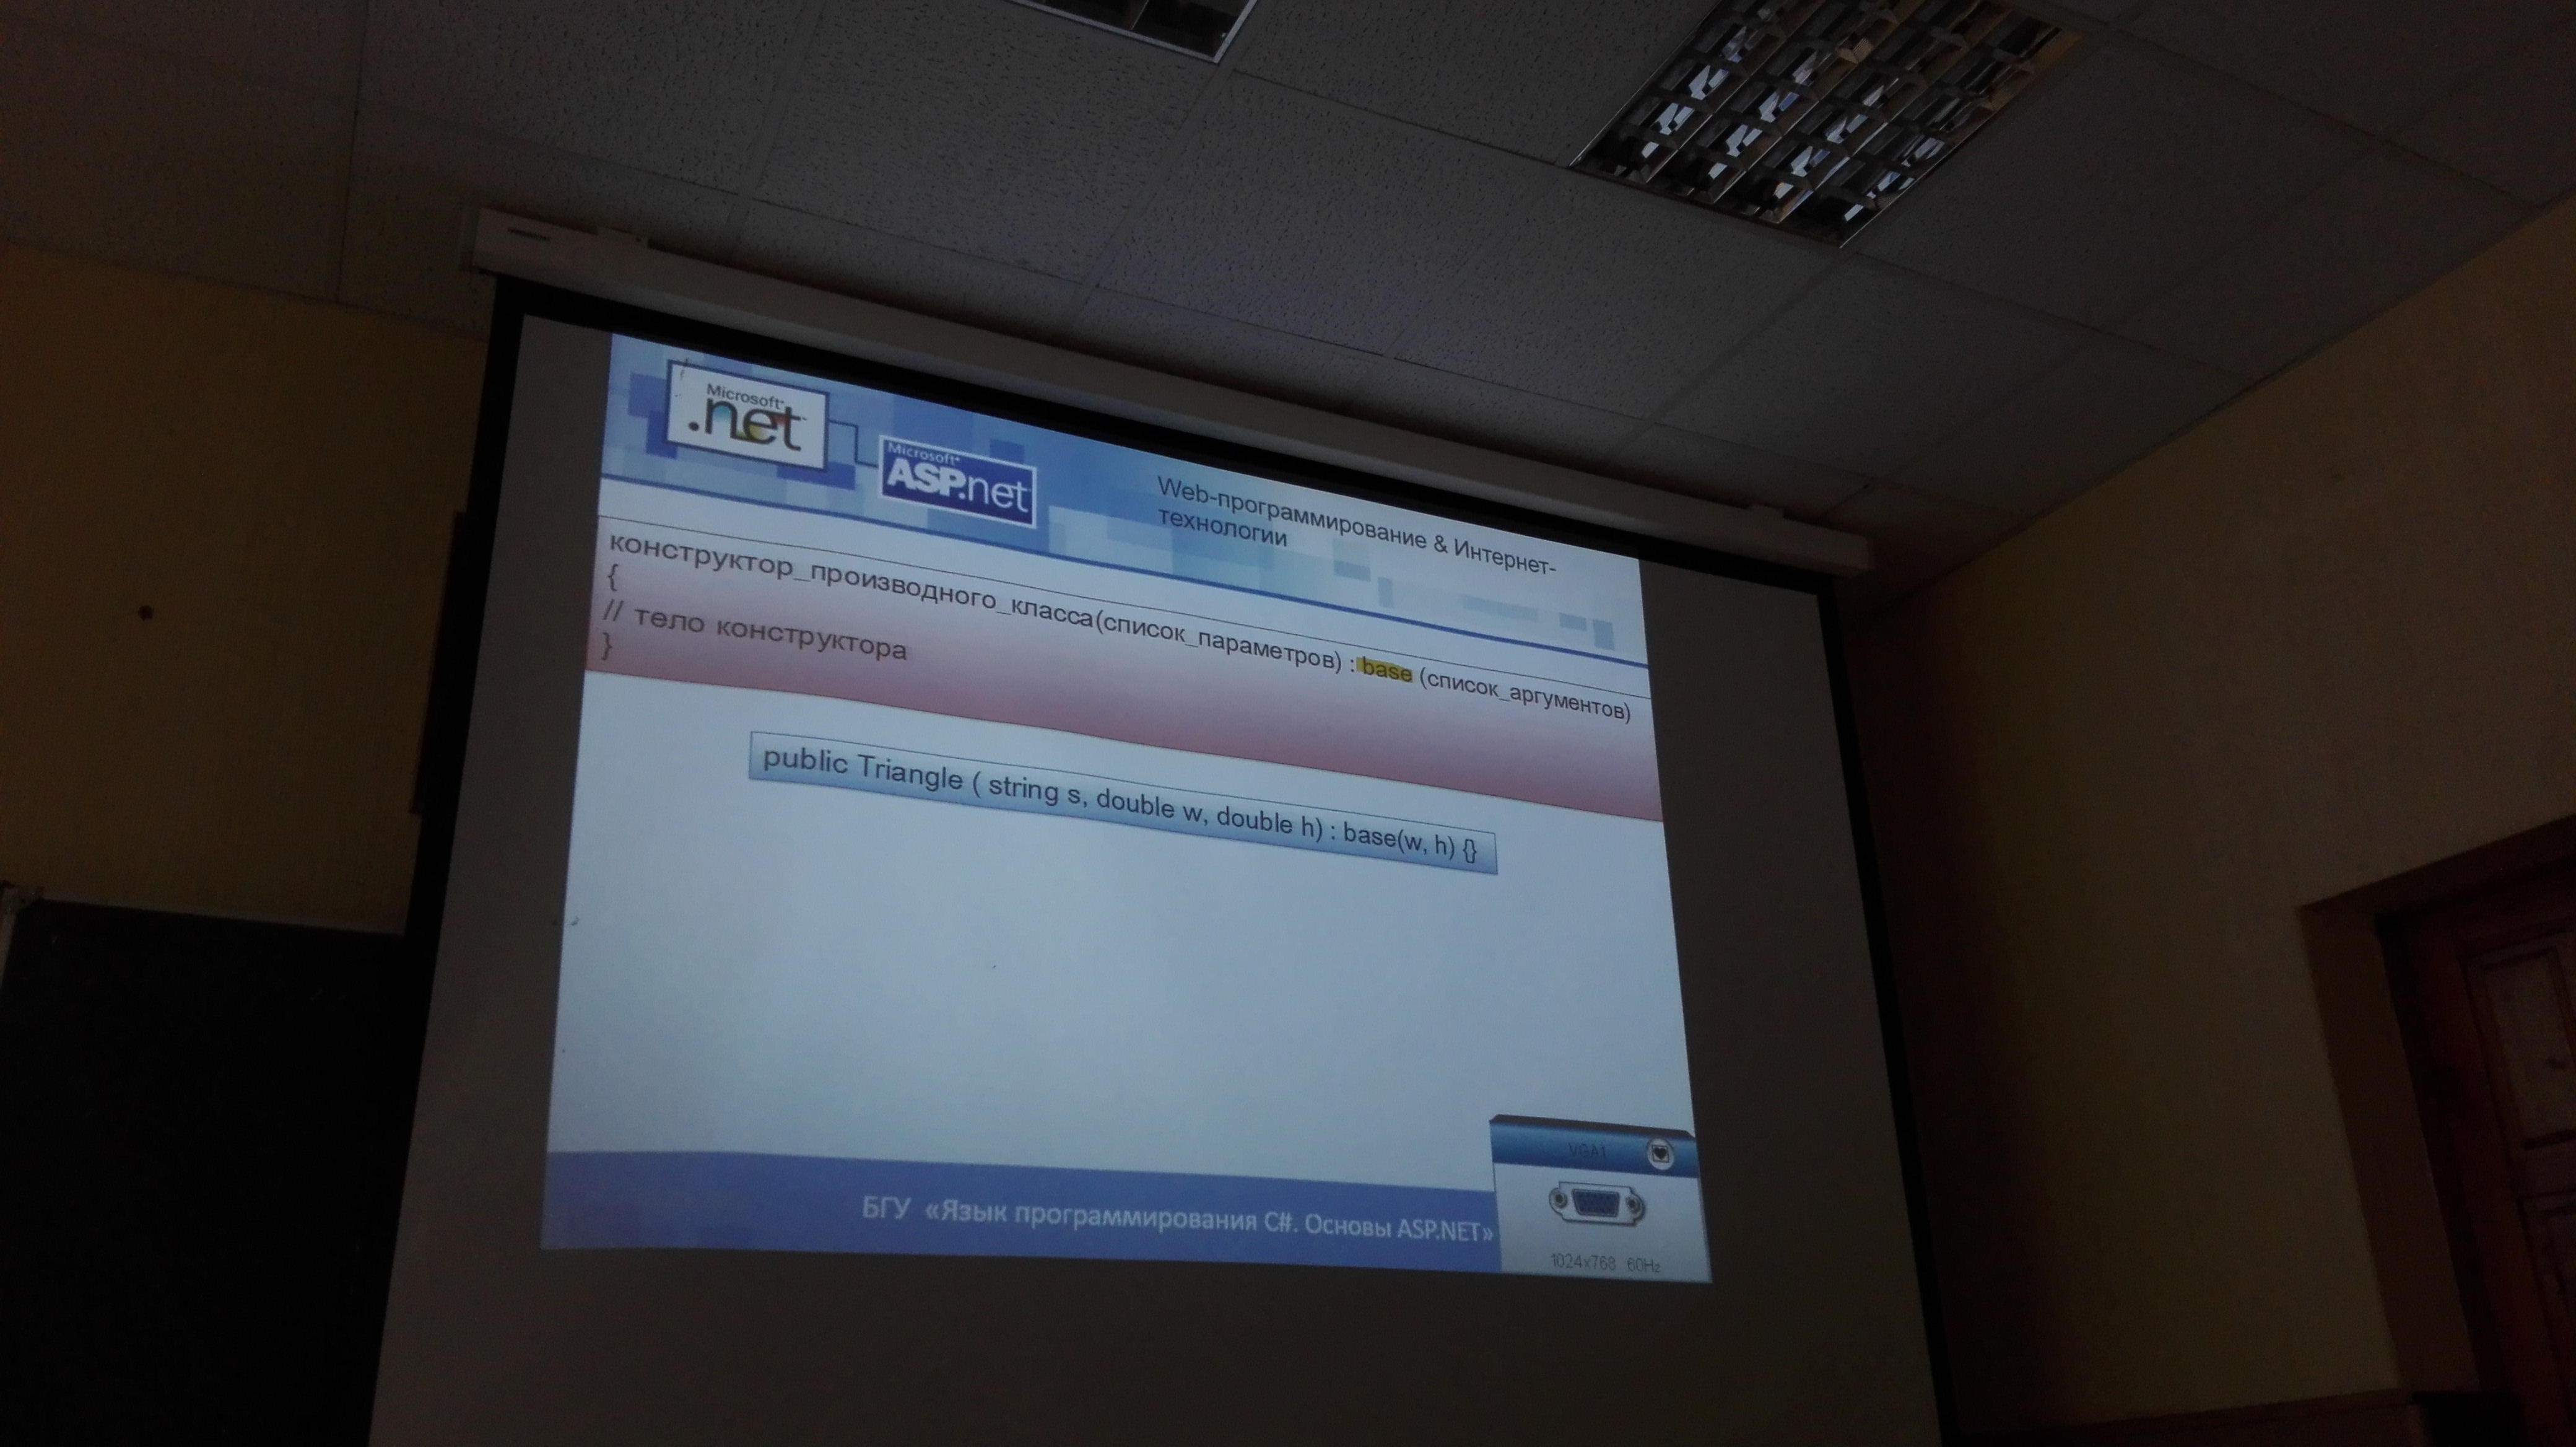 Microsoft
.net
Microsoft
ASP.net
Web-программирование & Интернет-
технологии
конструктор_производного_класса(список_параметров) : base (список_аргументов)
{
// тело конструктора
}
public Triangle ( string s, double w, double h) : base(w, h) {}
VGA1
1024x768 60Hz
БГУ «Язык программирования C#. Основы ASP.NET»